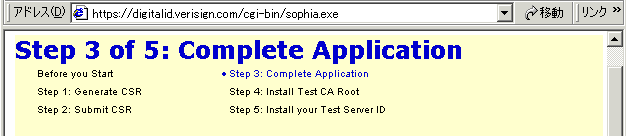 アドレス(D) https://digitalid.verisign.com/cgi-bin/sophia.exe 移動 リンク »
Step 3 of 5: Complete Application
Before you Start • Step 3: Complete Application
Step 1: Generate CSR Step 4: Install Test CA Root
Step 2: Submit CSR Step 5: Install your Test Server ID